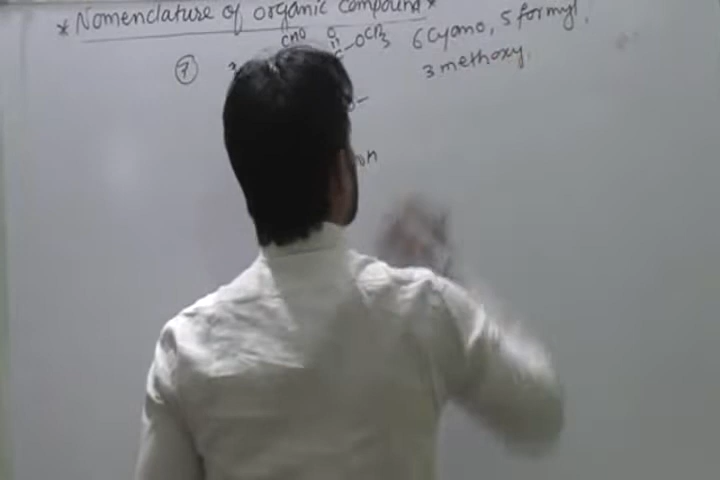 *Nomenclature of organic compound*
CHO O
⑦ C-OCH3 6 Cyano, 5 formyl,
3 methoxy,